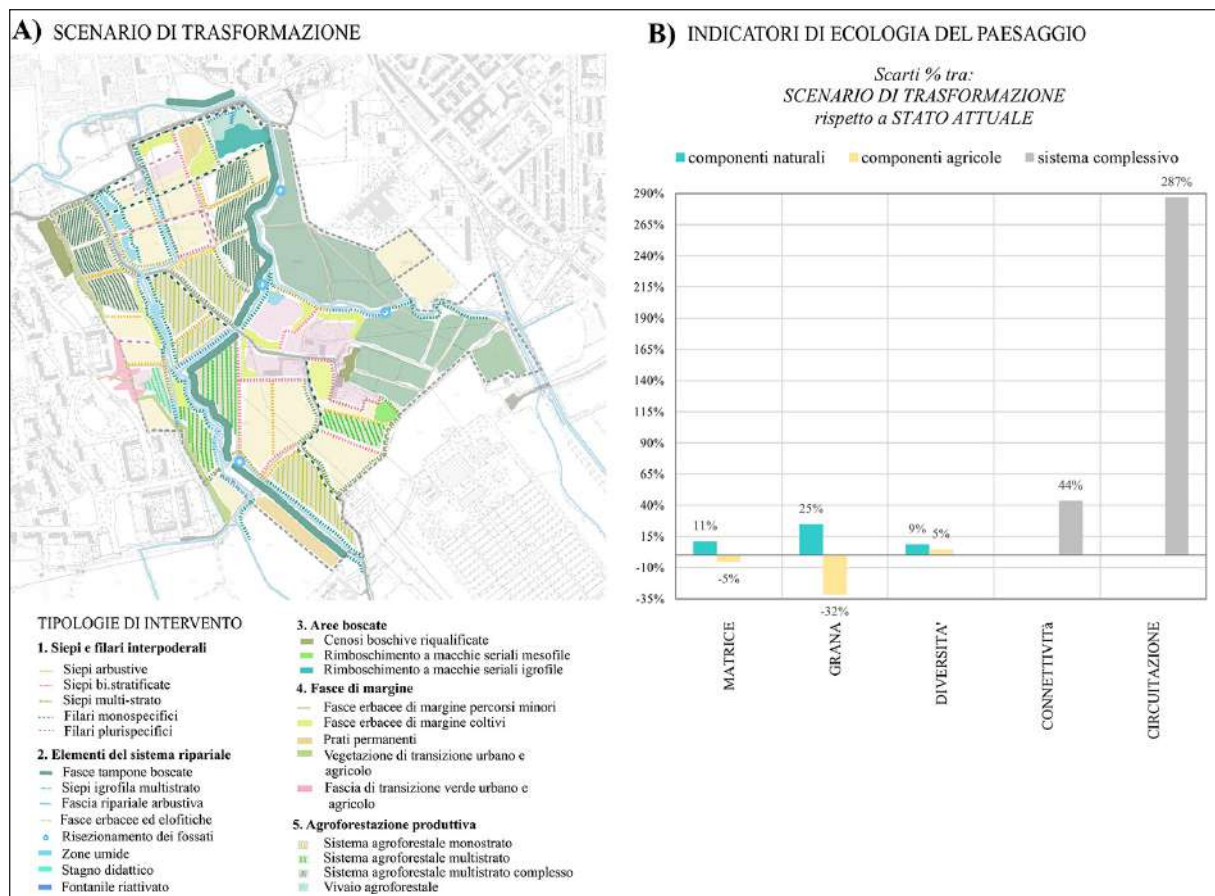 A) SCENARIO DI TRASFORMAZIONE
TIPOLOGIE DI INTERVENTO
1. Siepi e filari interpoderali
Siepi arbustive
Siepi bi.stratificate
Siepi multi-strato
Filari monospecifici
Filari plurispecifici
2. Elementi del sistema ripariale
Fasce tampone boscate
Siepi igrofila multistrato
Fascia ripariale arbustiva
Fasce erbacee ed elofitiche
Risezionamento dei fossati
Zone umide
Stagno didattico
Fontanile riattivato
3. Aree boscate
Cenosi boschive riqualificate
Rimboschimento a macchie seriali mesofile
Rimboschimento a macchie seriali igrofile
4. Fasce di margine
Fasce erbacee di margine percorsi minori
Fasce erbacee di margine coltivi
Prati permanenti
Vegetazione di transizione urbano e
agricolo
Fascia di transizione verde urbano e
agricolo
5. Agroforestazione produttiva
Sistema agroforestale monostrato
Sistema agroforestale multistrato
Sistema agroforestale multistrato complesso
Vivaio agroforestale
B) INDICATORI DI ECOLOGIA DEL PAESAGGIO
Scarti % tra:
SCENARIO DI TRASFORMAZIONE
rispetto a STATO ATTUALE
componenti naturali componenti agricole sistema complessivo
290%
265%
240%
215%
190%
165%
140%
115%
90%
65%
40%
15%
-10%
-35%
11%
-5%
25%
-32%
9%
5%
44%
287%
MATRICE
GRANA
DIVERSITA'
CONNETTIVITà
CIRCUITAZIONE